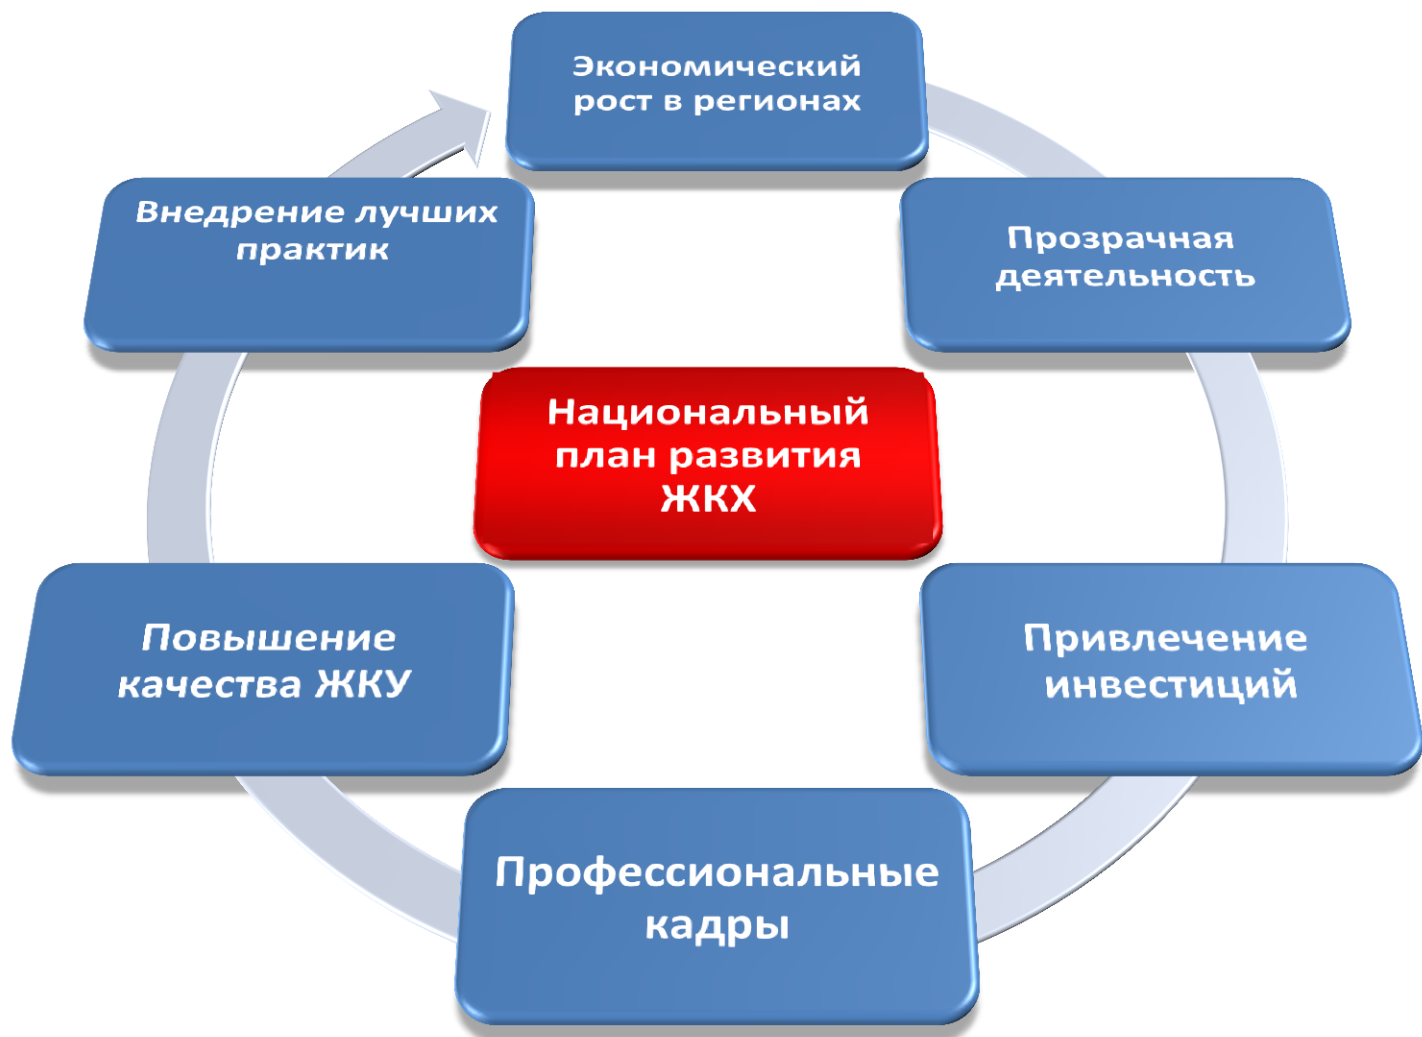 Экономический
рост в регионах
Прозрачная
деятельность
Привлечение
инвестиций
Профессиональные
кадры
Повышение
качества ЖКУ
Внедрение лучших
практик
Национальный
план развития
ЖКХ